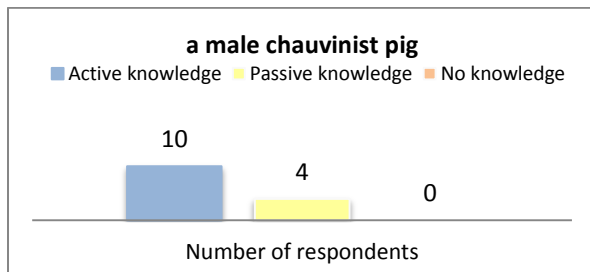 a male chauvinist pig
Active knowledge Passive knowledge No knowledge
10
4
0
Number of respondents